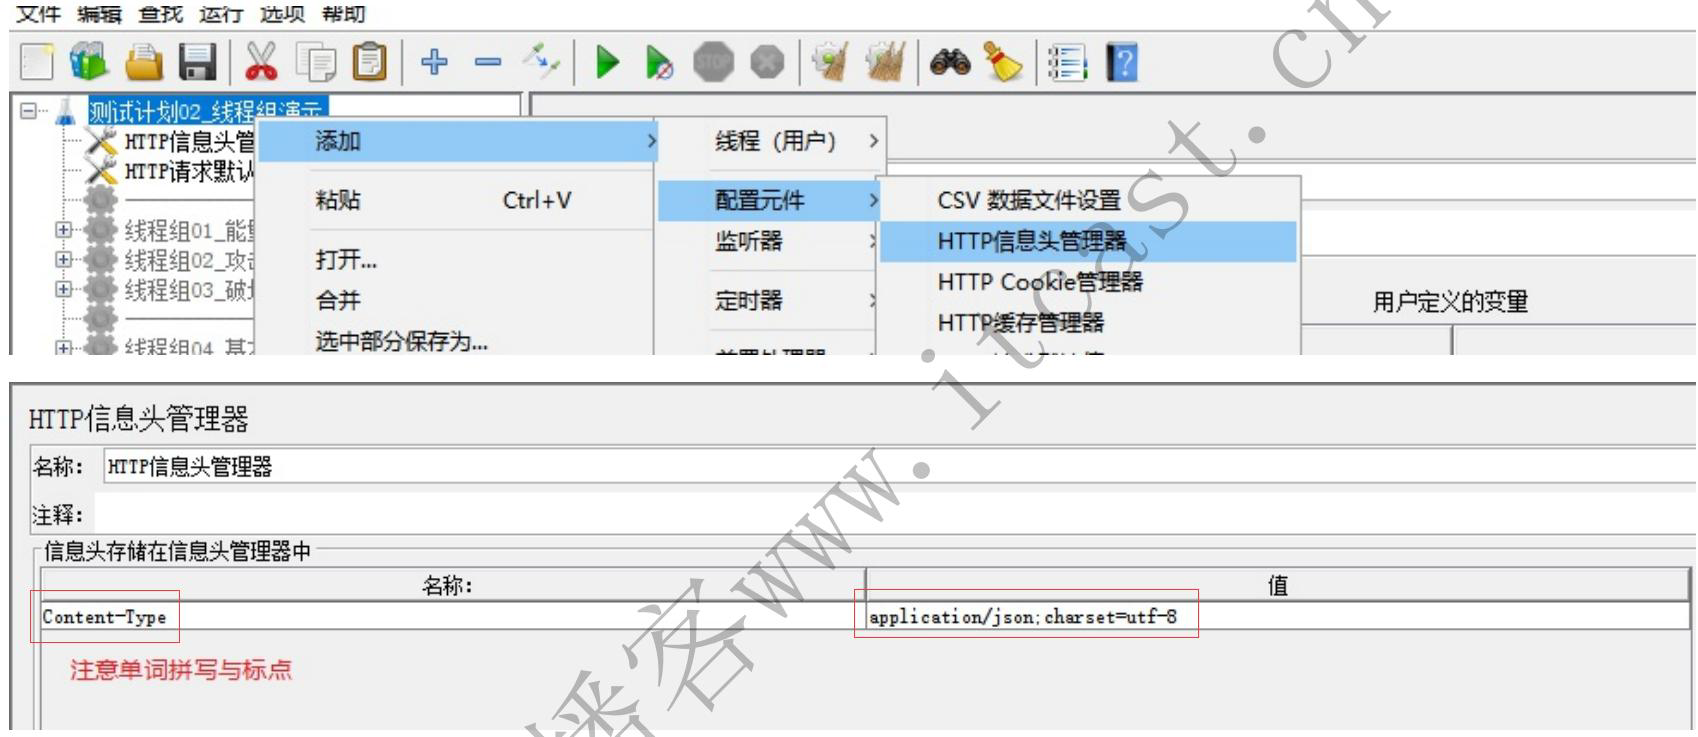 文件 编辑 查找 运行 选项 帮助
STOP
测试计划02_线程组演示
HTTP信息头管
HTTP请求默认
线程组01_能
线程组02_攻
线程组03_破
线程组04_基
添加
粘贴 Ctrl+V
打开...
合并
选中部分保存为...
线程 (用户)
配置元件
监听器
定时器
前置处理器
CSV 数据文件设置
HTTP信息头管理器
HTTP Cookie管理器
HTTP缓存管理器
用户定义的变量
HTTP信息头管理器
名称: HTTP信息头管理器
注释:
信息头存储在信息头管理器中
名称: 值
Content-Type application/json;charset=utf-8
注意单词拼写与标点
播客www.itcast.cn